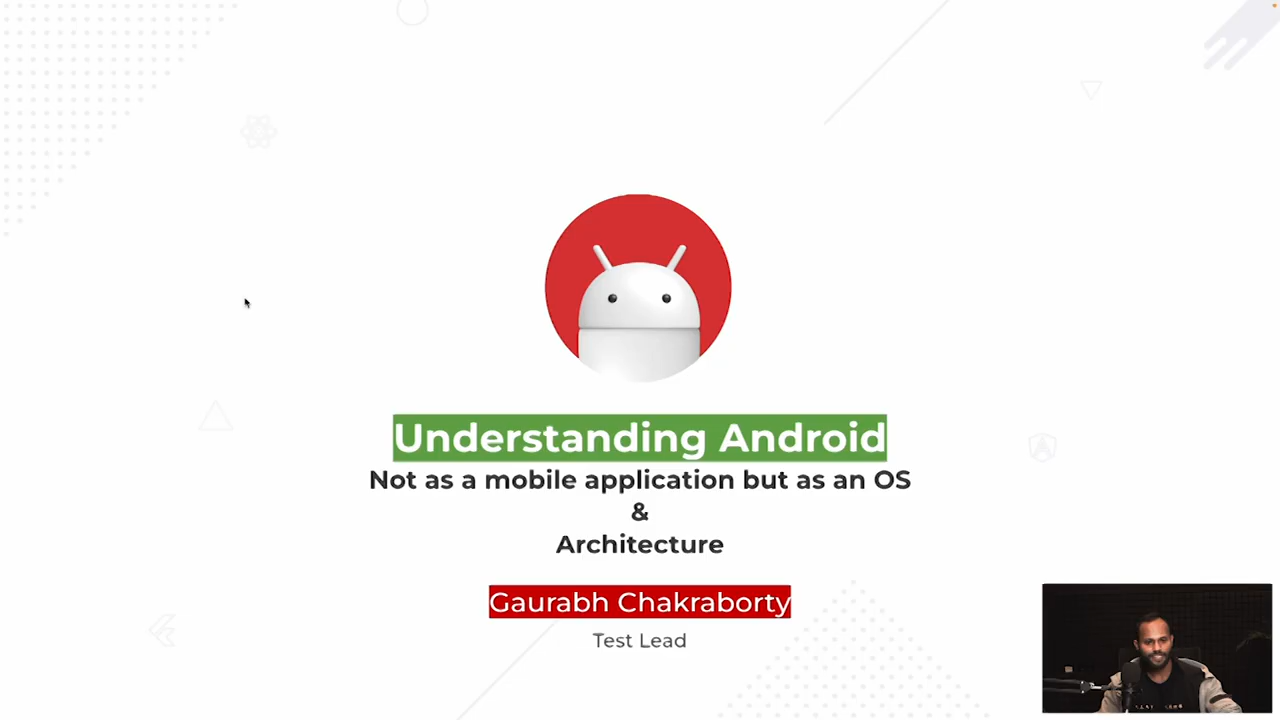 Understanding Android
Not as a mobile application but as an OS
&
Architecture
Gaurabh Chakraborty
Test Lead